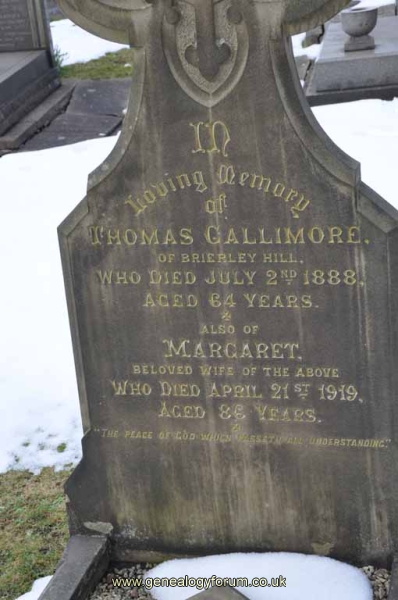 IN
Loving Memory
of
THOMAS GALLIMORE,
OF BRIERLEY HILL,
WHO DIED JULY 2ND 1888,
AGED 64 YEARS.
ALSO OF
MARGARET,
BELOVED WIFE OF THE ABOVE
WHO DIED APRIL 21ST 1919,
AGED 86 YEARS.
"THE PEACE OF GOD WHICH PASSETH ALL UNDERSTANDING."
www.genealogyforum.co.uk